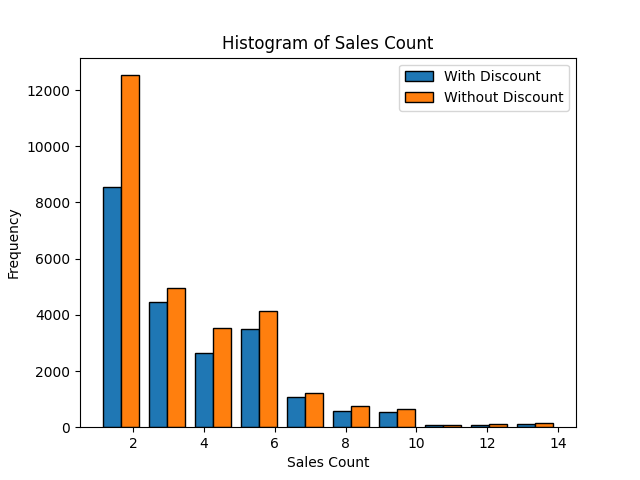 Histogram of Sales Count
With Discount
Without Discount
12000
10000
8000
6000
4000
2000
0
Frequency
2 4 6 8 10 12 14
Sales Count